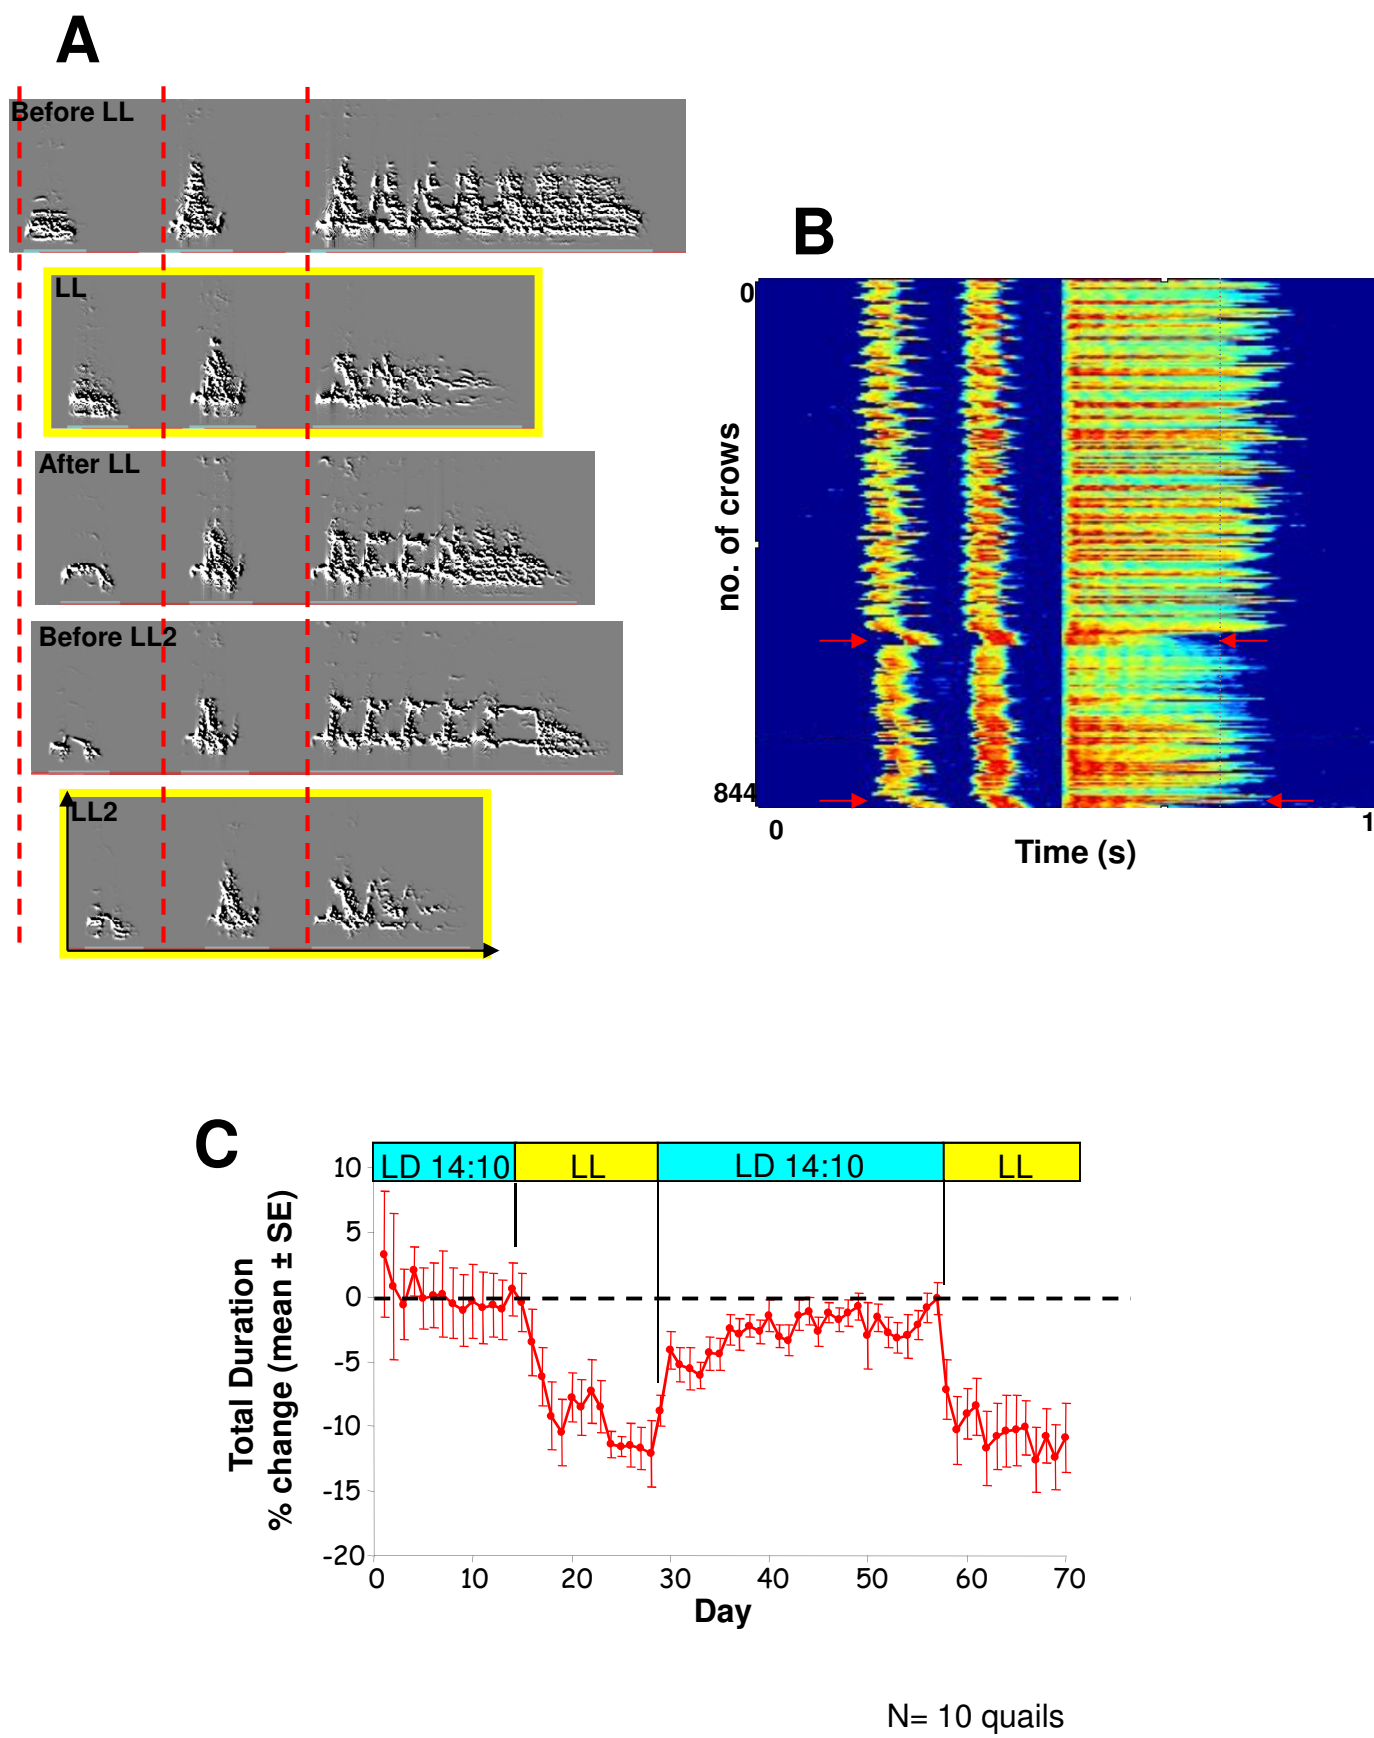 A
Before LL
LL
After LL
Before LL2
LL2
B
0
no. of crows
844
0
1
Time (s)
C
LD 14:10
LL
LD 14:10
LL
10
5
0
-5
-10
-15
-20
Total Duration
% change (mean ± SE)
0
10
20
30
40
50
60
70
Day
N= 10 quails